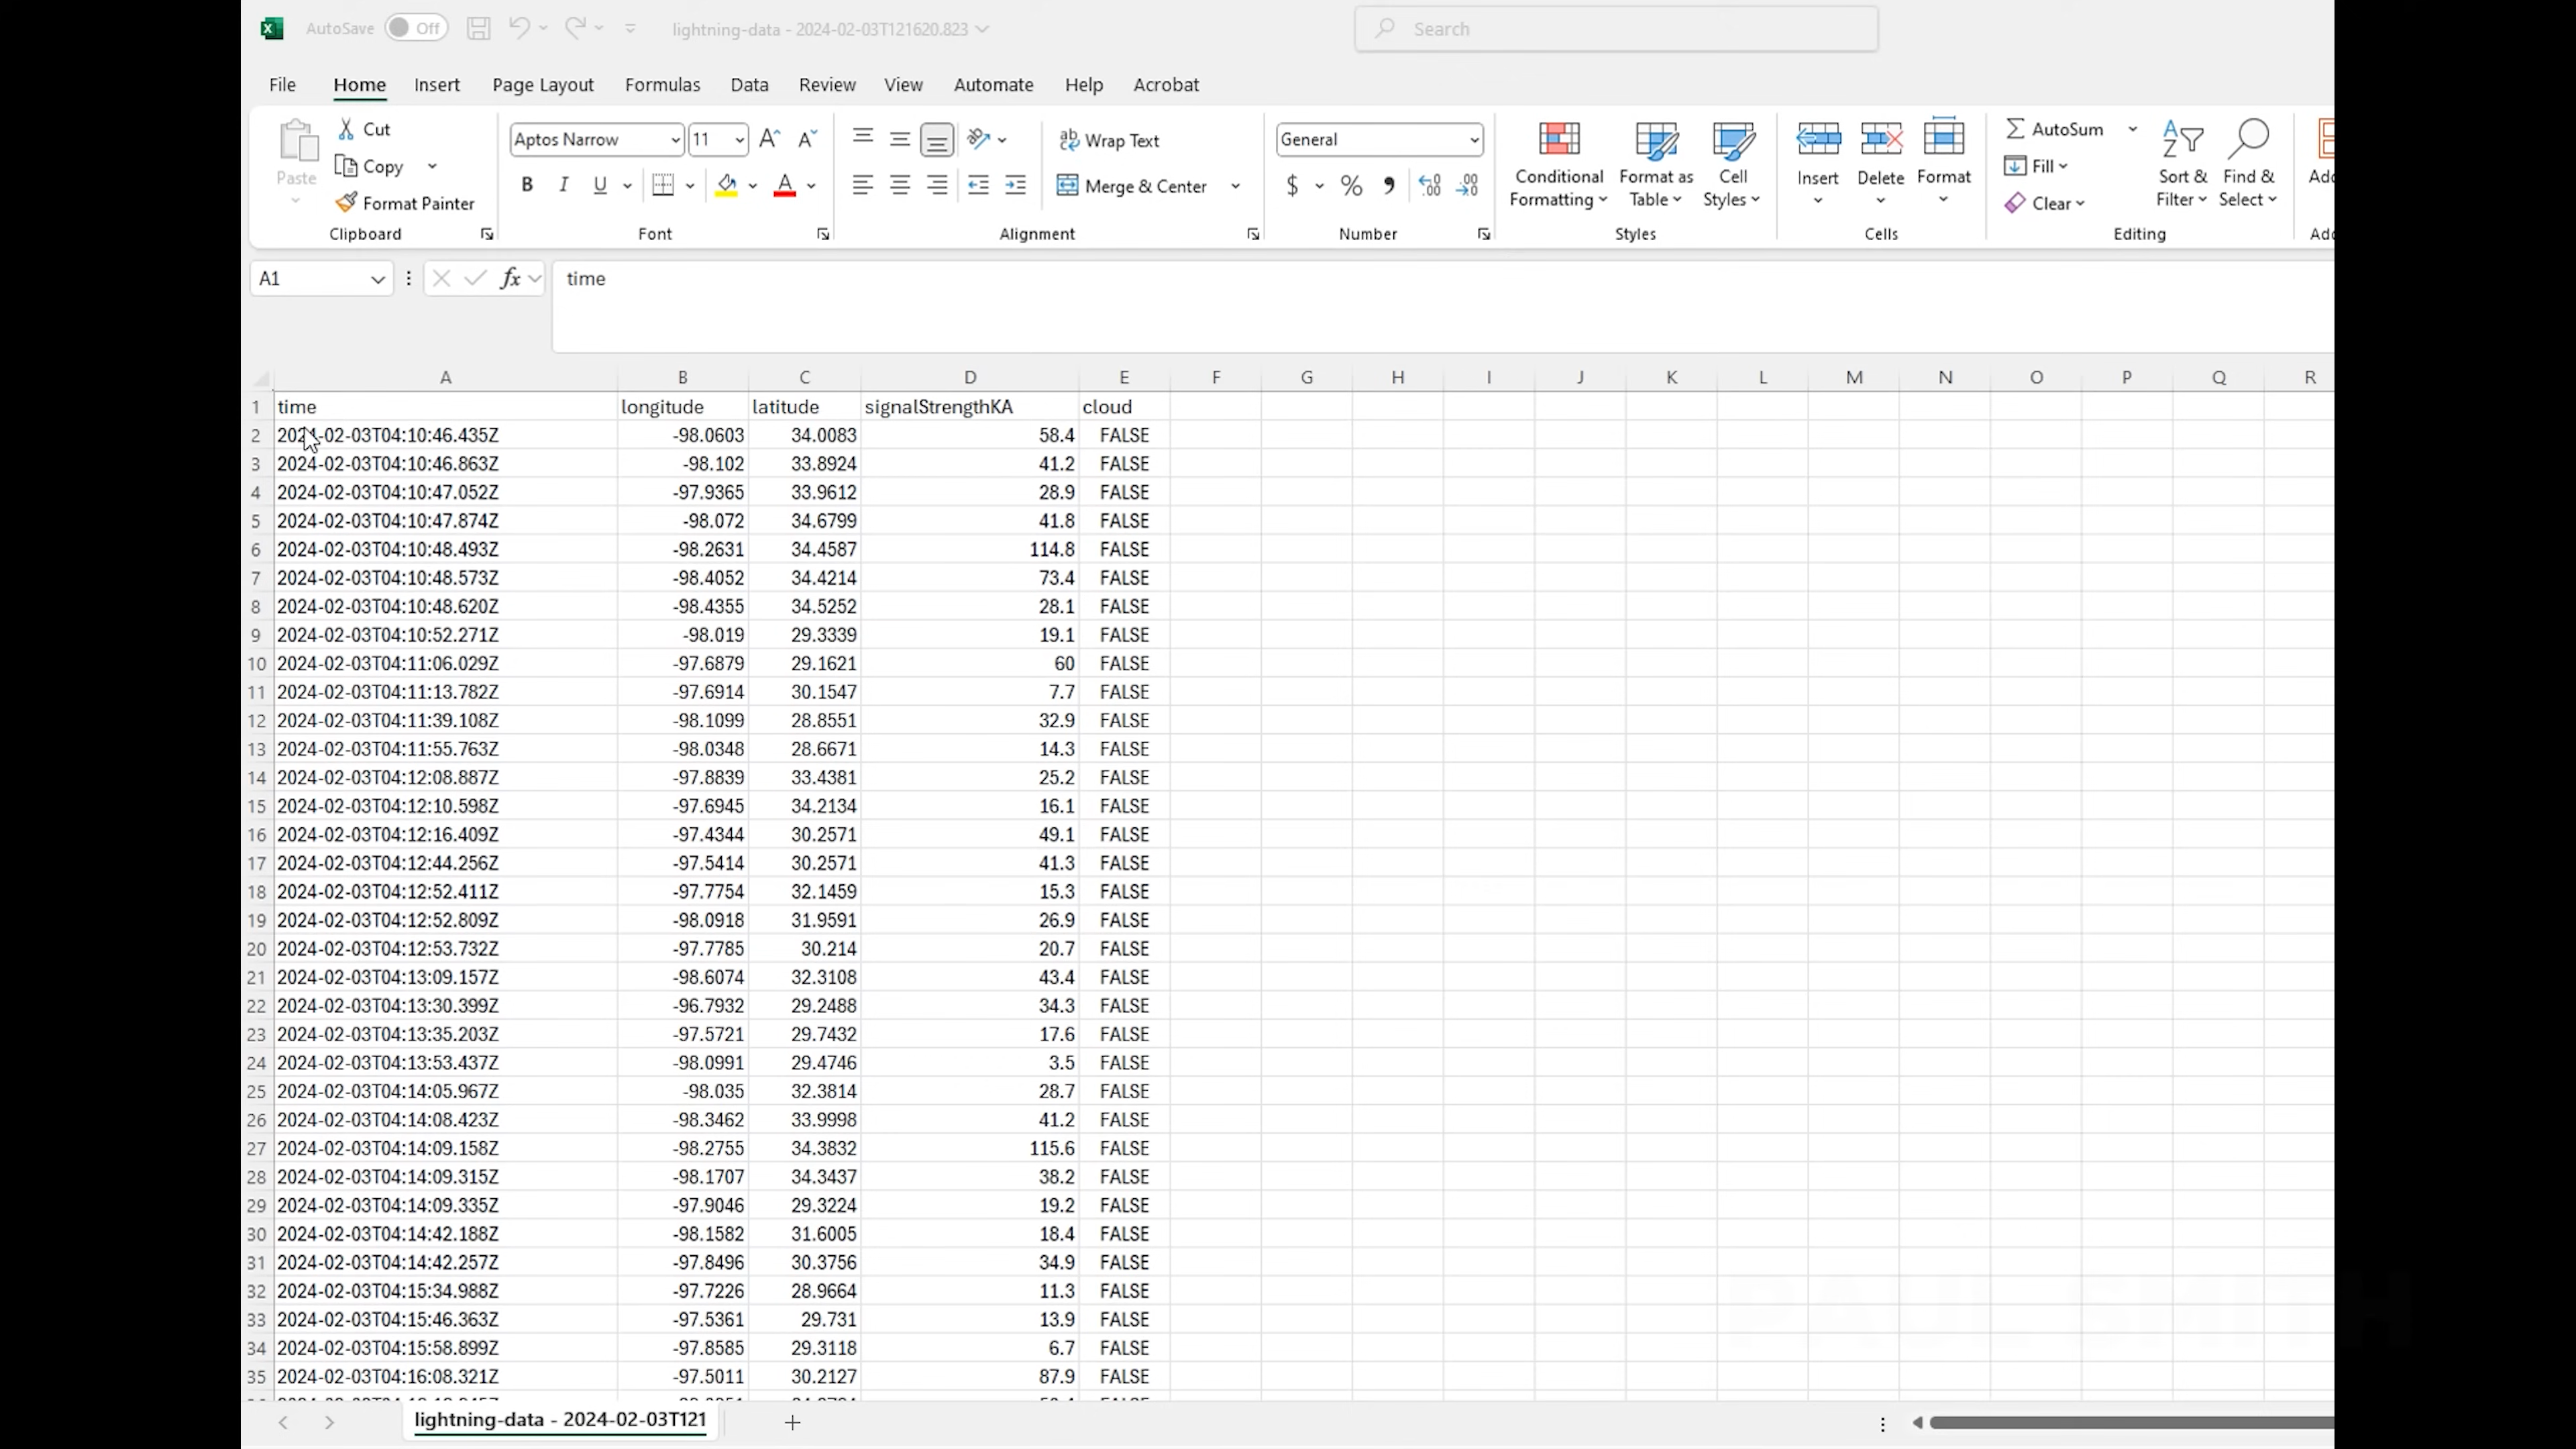 AutoSave Off lightning-data - 2024-02-03T121620.823 Search
File Home Insert Page Layout Formulas Data Review View Automate Help Acrobat
Paste Cut Copy Format Painter Clipboard
Aptos Narrow 11 B I U Font
Wrap Text Merge & Center Alignment
General $ % Number
Conditional Formatting Format as Table Cell Styles Styles
Insert Delete Format Cells
AutoSum Fill Clear Sort & Filter Find & Select Editing
A1 fx time
A B C D E F G H I J K L M N O P Q R
1 time longitude latitude signalStrengthKA cloud
2 2024-02-03T04:10:46.435Z -98.0603 34.0083 58.4 FALSE
3 2024-02-03T04:10:46.863Z -98.102 33.8924 41.2 FALSE
4 2024-02-03T04:10:47.052Z -97.9365 33.9612 28.9 FALSE
5 2024-02-03T04:10:47.874Z -98.072 34.6799 41.8 FALSE
6 2024-02-03T04:10:48.493Z -98.2631 34.4587 114.8 FALSE
7 2024-02-03T04:10:48.573Z -98.4052 34.4214 73.4 FALSE
8 2024-02-03T04:10:48.620Z -98.4355 34.5252 28.1 FALSE
9 2024-02-03T04:10:52.271Z -98.019 29.3339 19.1 FALSE
10 2024-02-03T04:11:06.029Z -97.6879 29.1621 60 FALSE
11 2024-02-03T04:11:13.782Z -97.6914 30.1547 7.7 FALSE
12 2024-02-03T04:11:39.108Z -98.1099 28.8551 32.9 FALSE
13 2024-02-03T04:11:55.763Z -98.0348 28.6671 14.3 FALSE
14 2024-02-03T04:12:08.887Z -97.8839 33.4381 25.2 FALSE
15 2024-02-03T04:12:10.598Z -97.6945 34.2134 16.1 FALSE
16 2024-02-03T04:12:16.409Z -97.4344 30.2571 49.1 FALSE
17 2024-02-03T04:12:44.256Z -97.5414 30.2571 41.3 FALSE
18 2024-02-03T04:12:52.411Z -97.7754 32.1459 15.3 FALSE
19 2024-02-03T04:12:52.809Z -98.0918 31.9591 26.9 FALSE
20 2024-02-03T04:12:53.732Z -97.7785 30.214 20.7 FALSE
21 2024-02-03T04:13:09.157Z -98.6074 32.3108 43.4 FALSE
22 2024-02-03T04:13:30.399Z -96.7932 29.2488 34.3 FALSE
23 2024-02-03T04:13:35.203Z -97.5721 29.7432 17.6 FALSE
24 2024-02-03T04:13:53.437Z -98.0991 29.4746 3.5 FALSE
25 2024-02-03T04:14:05.967Z -98.035 32.3814 28.7 FALSE
26 2024-02-03T04:14:08.423Z -98.3462 33.9998 41.2 FALSE
27 2024-02-03T04:14:09.158Z -98.2755 34.3832 115.6 FALSE
28 2024-02-03T04:14:09.315Z -98.1707 34.3437 38.2 FALSE
29 2024-02-03T04:14:09.335Z -97.9046 29.3224 19.2 FALSE
30 2024-02-03T04:14:42.188Z -98.1582 31.6005 18.4 FALSE
31 2024-02-03T04:14:42.257Z -97.8496 30.3756 34.9 FALSE
32 2024-02-03T04:15:34.988Z -97.7226 28.9664 11.3 FALSE
33 2024-02-03T04:15:46.363Z -97.5361 29.731 13.9 FALSE
34 2024-02-03T04:15:58.899Z -97.8585 29.3118 6.7 FALSE
35 2024-02-03T04:16:08.321Z -97.5011 30.2127 87.9 FALSE
lightning-data - 2024-02-03T121